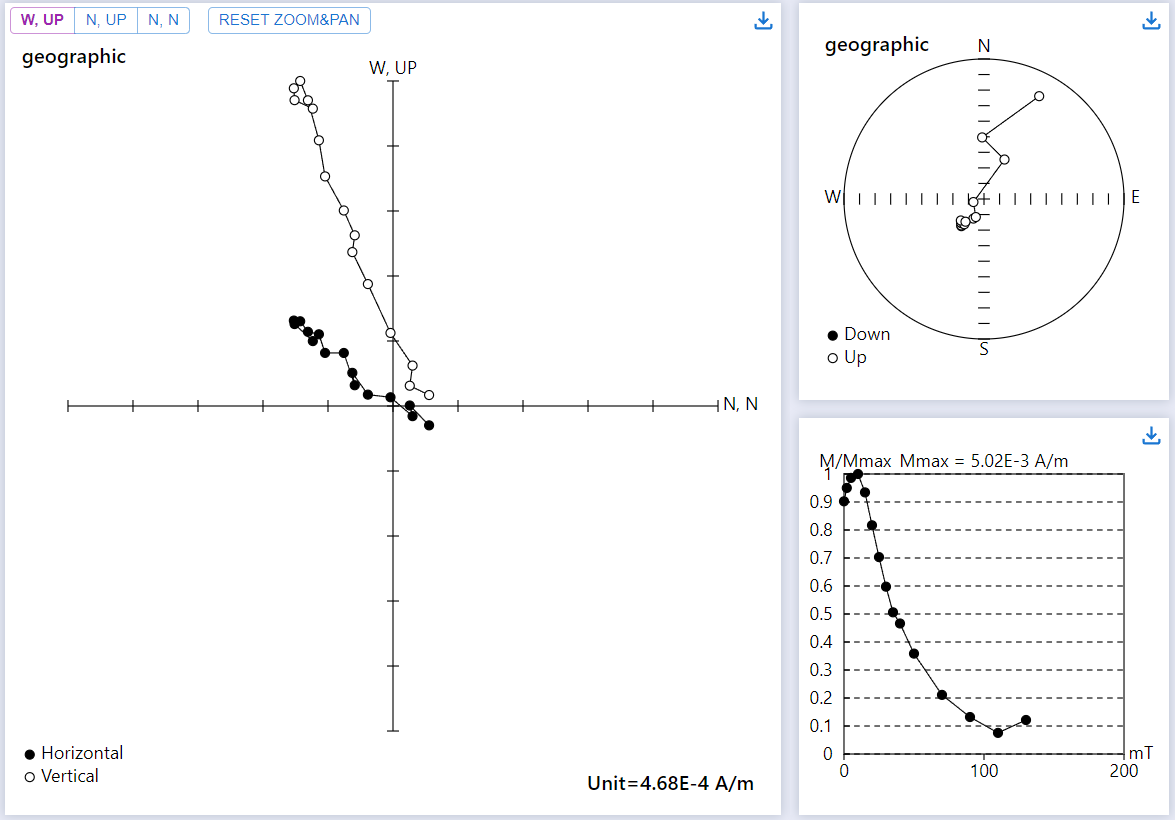 W, UP
N, UP
N, N
RESET ZOOM&PAN
geographic
W, UP
N, N
Horizontal
Vertical
Unit=4.68E-4 A/m
geographic
N
W
E
S
Down
Up
M/Mmax Mmax = 5.02E-3 A/m
1
0.9
0.8
0.7
0.6
0.5
0.4
0.3
0.2
0.1
0
mT
0
100
200